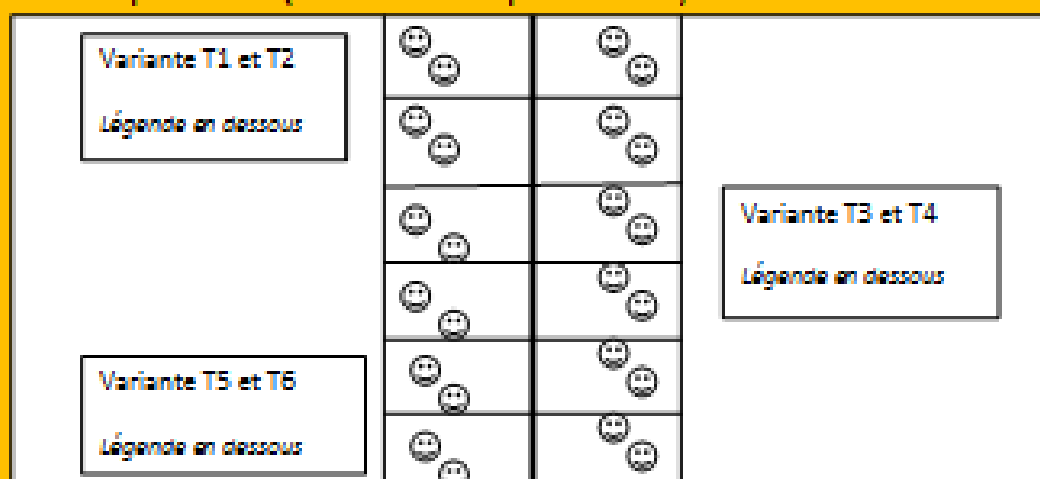 Variante T1 et T2
Légende en dessous
Variante T3 et T4
Légende en dessous
Variante T5 et T6
Légende en dessous